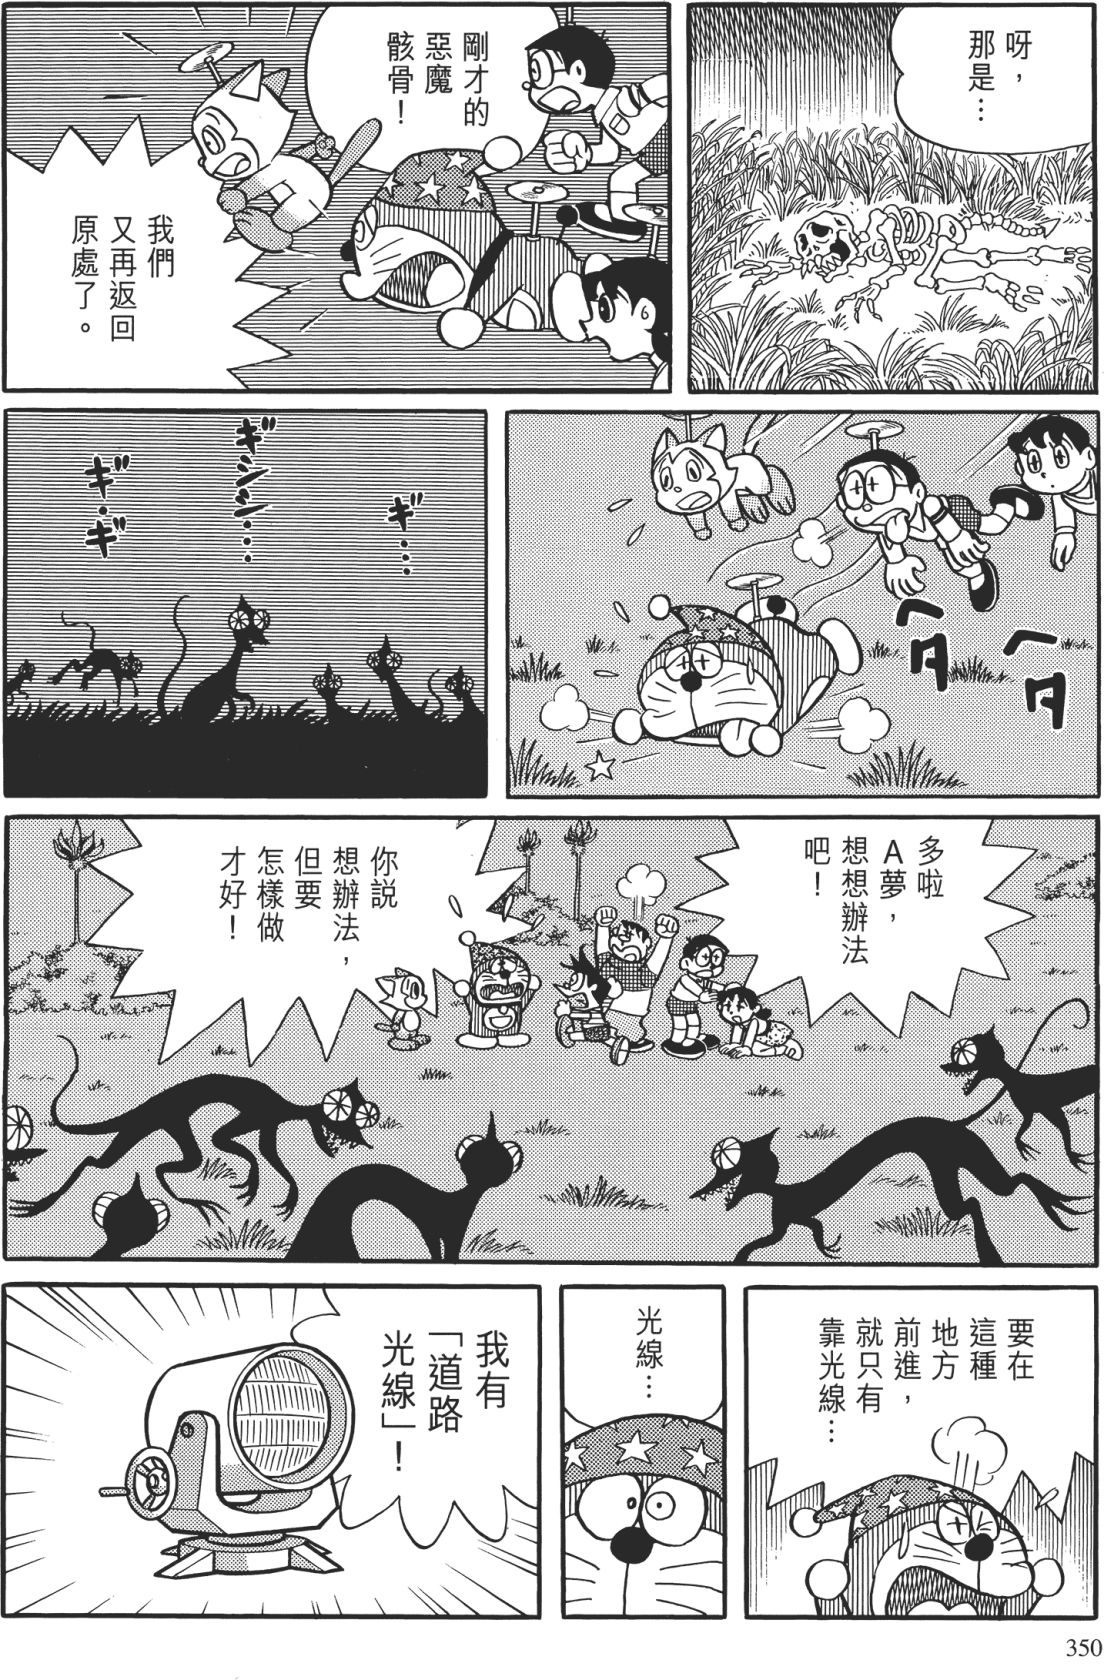 呀，
那是…
剛才的
惡魔
骸骨！
我們
又再返回
原處了。
ヘタ
ヘタ
ギ…
ギシシ…
ギ・ギ
多啦
A夢，
想想辦法
吧！
你說
想辦法，
但要
怎樣做
才好！
要在
這種
地方
前進，
就只有
靠光線…
光線…
我有
「道路
光線」！
350